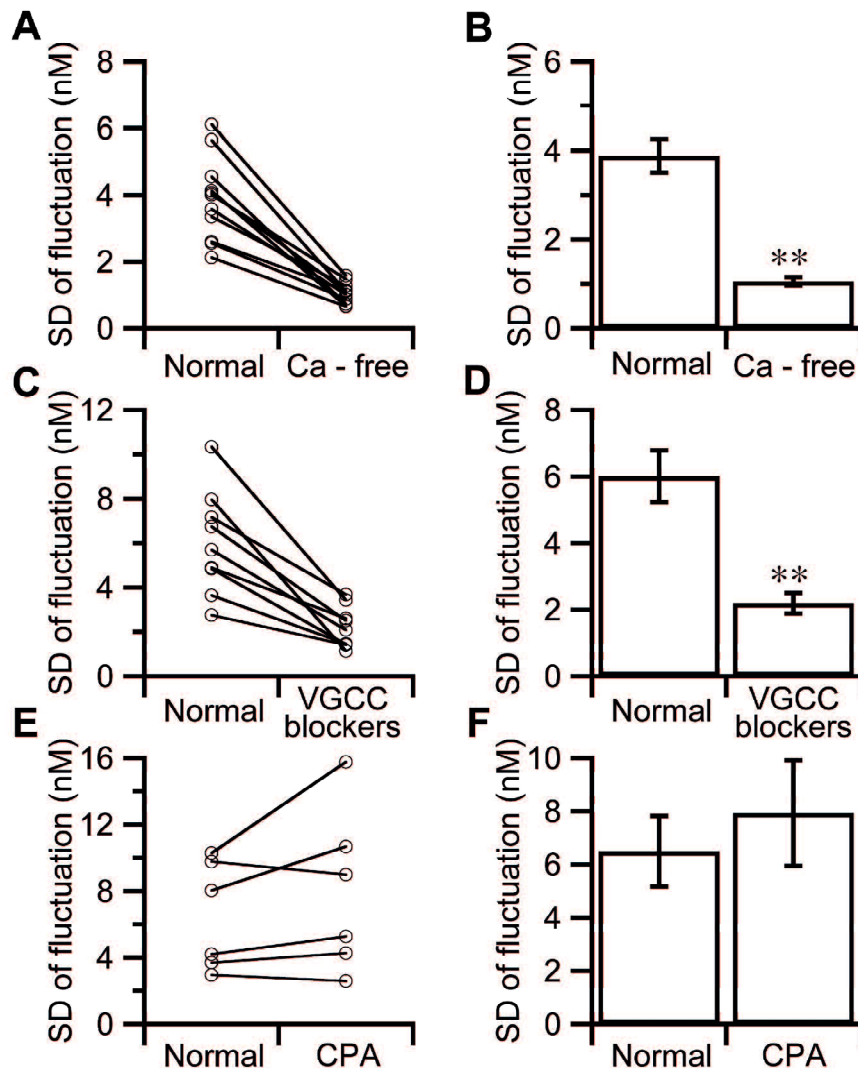 A
SD of fluctuation (nM)
8
6
4
2
0
Normal
Ca - free
B
SD of fluctuation (nM)
6
4
2
0
**
Normal
Ca - free
C
SD of fluctuation (nM)
12
8
4
0
Normal
VGCC
blockers
D
SD of fluctuation (nM)
8
6
4
2
0
**
Normal
VGCC
blockers
E
SD of fluctuation (nM)
16
12
8
4
0
Normal
CPA
F
SD of fluctuation (nM)
10
8
6
4
2
0
Normal
CPA